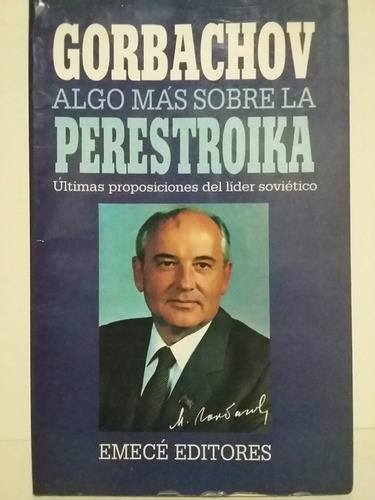 GORBACHOV
ALGO MÁS SOBRE LA
PERESTROIKA
Últimas proposiciones del líder soviético
EMECÉ EDITORES